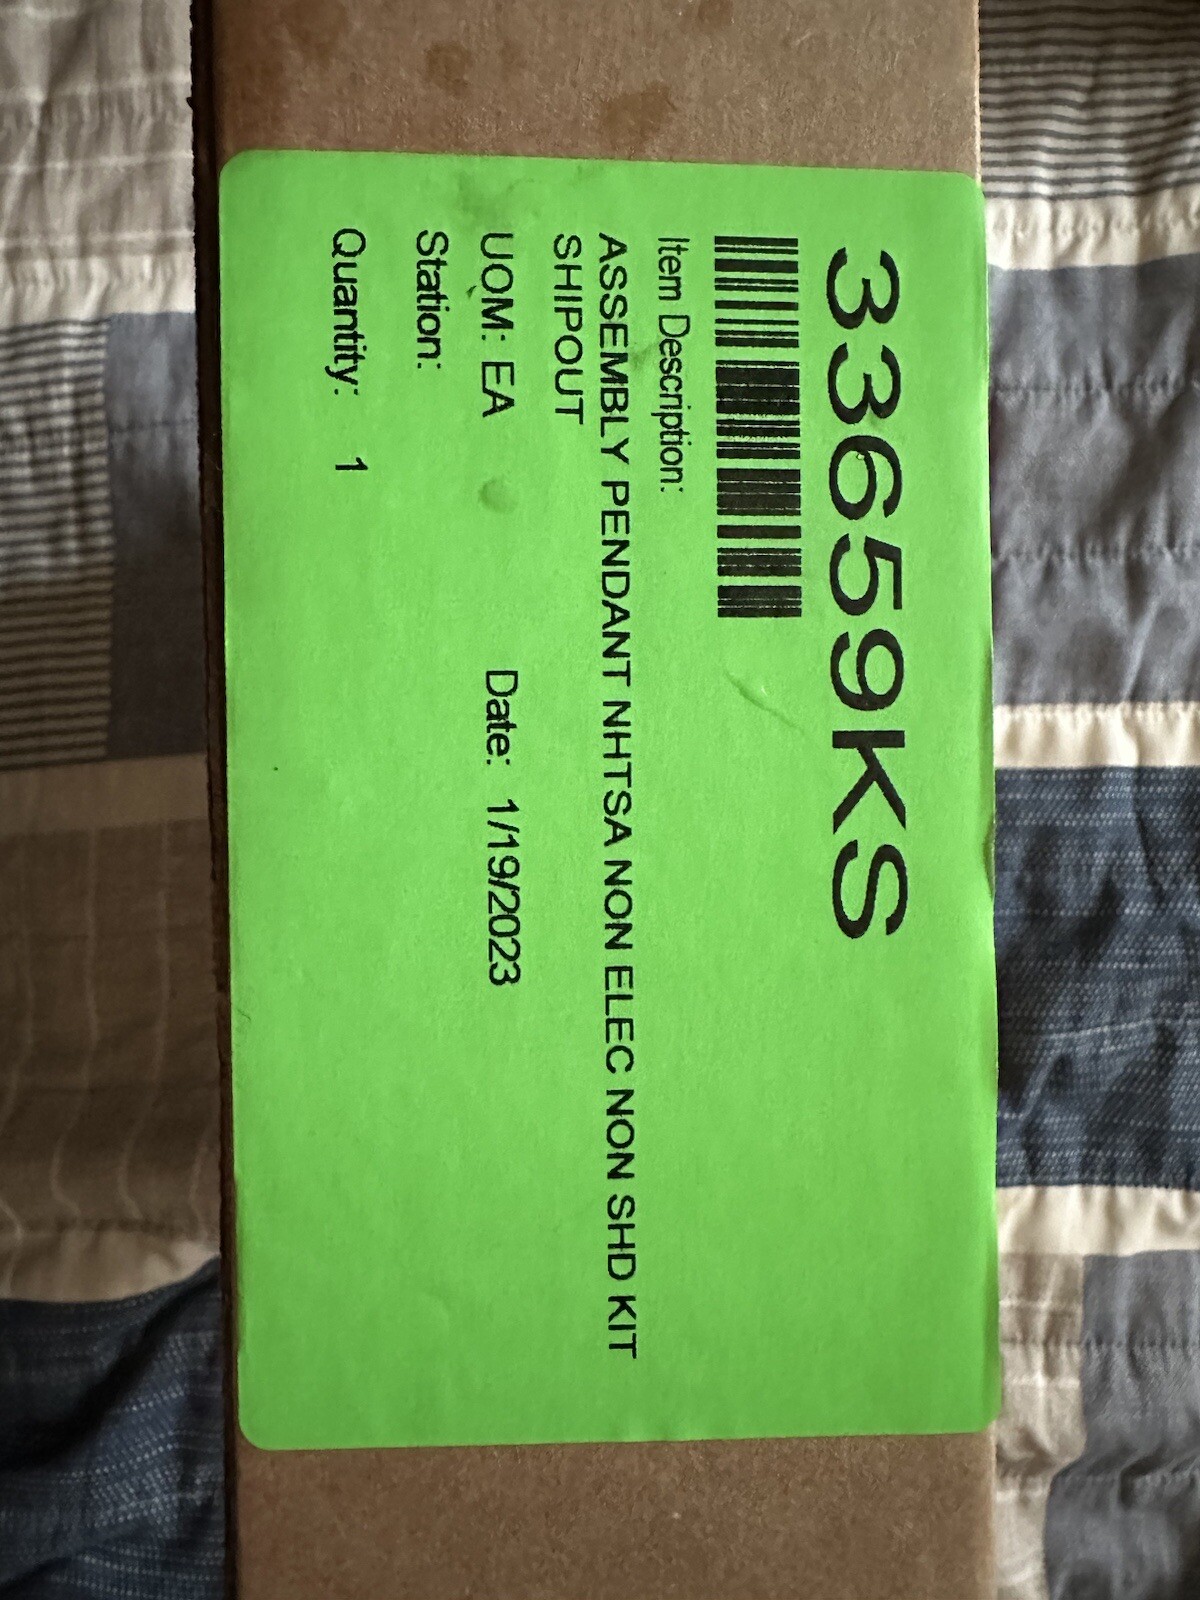 33659KS
Item Description:
ASSEMBLY PENDANT NHTSA NON ELEC NON SHD KIT
SHIPOUT
UOM: EA Date: 1/19/2023
Station:
Quantity: 1